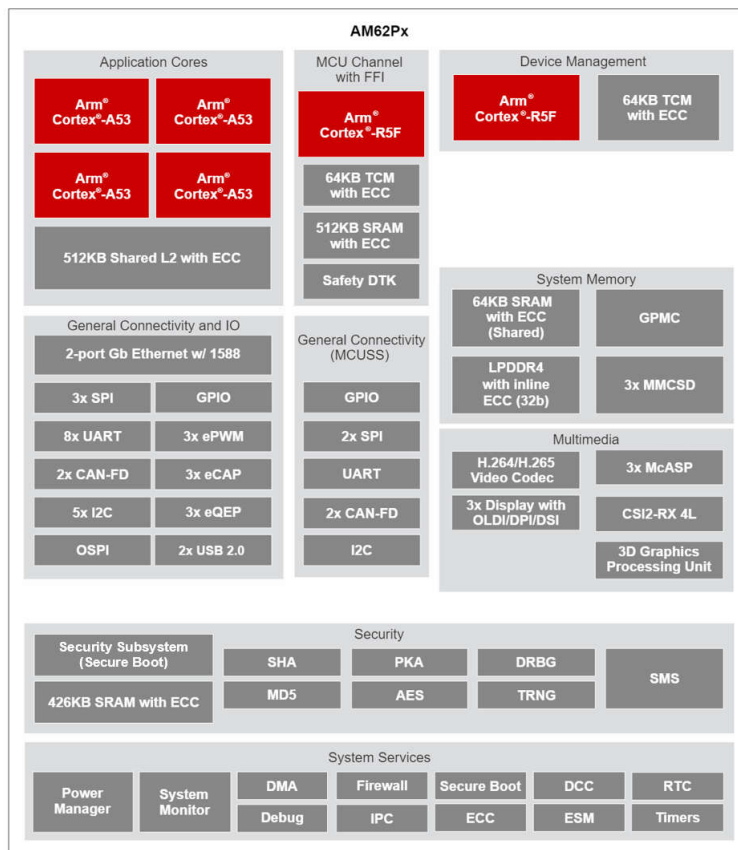 AM62Px
Application Cores
Arm®
Cortex®-A53
Arm®
Cortex®-A53
Arm®
Cortex®-A53
Arm®
Cortex®-A53
512KB Shared L2 with ECC
MCU Channel
with FFI
Arm®
Cortex®-R5F
64KB TCM
with ECC
512KB SRAM
with ECC
Safety DTK
Device Management
Arm®
Cortex®-R5F
64KB TCM
with ECC
System Memory
64KB SRAM
with ECC
(Shared)
GPMC
LPDDR4
with inline
ECC (32b)
3x MMCSD
General Connectivity and IO
2-port Gb Ethernet w/ 1588
3x SPI
GPIO
8x UART
3x ePWM
2x CAN-FD
3x eCAP
5x I2C
3x eQEP
OSPI
2x USB 2.0
General Connectivity
(MCUSS)
GPIO
2x SPI
UART
2x CAN-FD
I2C
Multimedia
H.264/H.265
Video Codec
3x McASP
3x Display with
OLDI/DPI/DSI
CSI2-RX 4L
3D Graphics
Processing Unit
Security
Security Subsystem
(Secure Boot)
SHA
PKA
DRBG
SMS
426KB SRAM with ECC
MD5
AES
TRNG
System Services
Power
Manager
System
Monitor
DMA
Firewall
Secure Boot
DCC
RTC
Debug
IPC
ECC
ESM
Timers